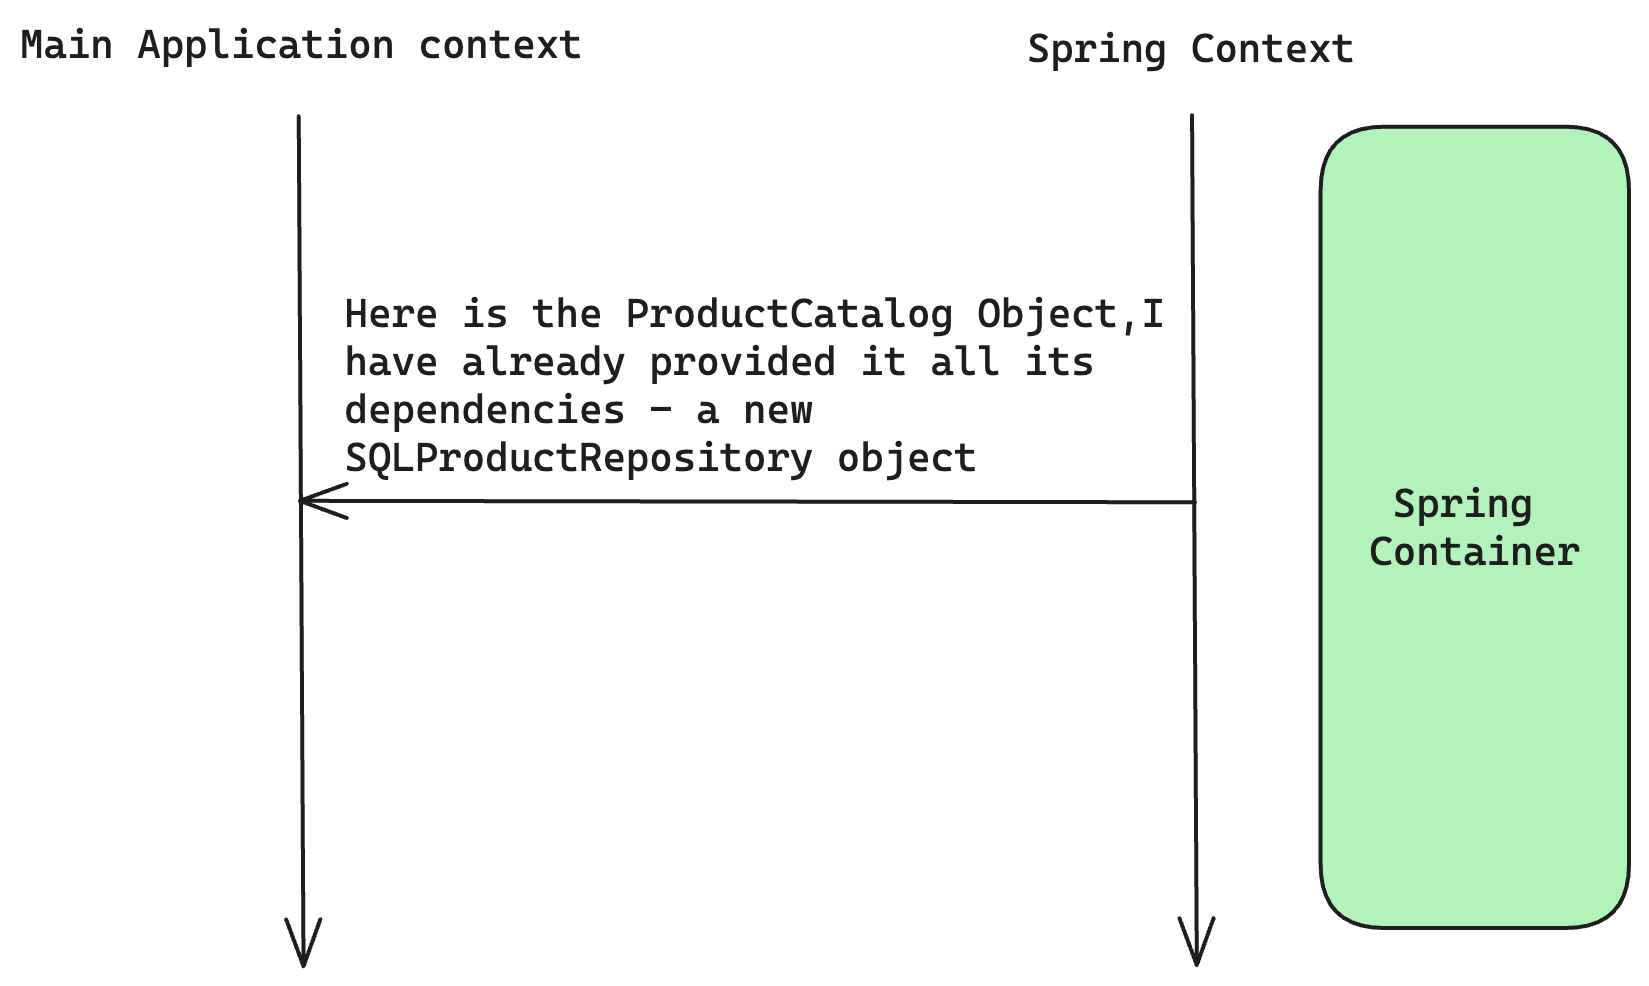 Main Application context
Spring Context
Here is the ProductCatalog Object,I
have already provided it all its
dependencies – a new
SQLProductRepository object
Spring
Container